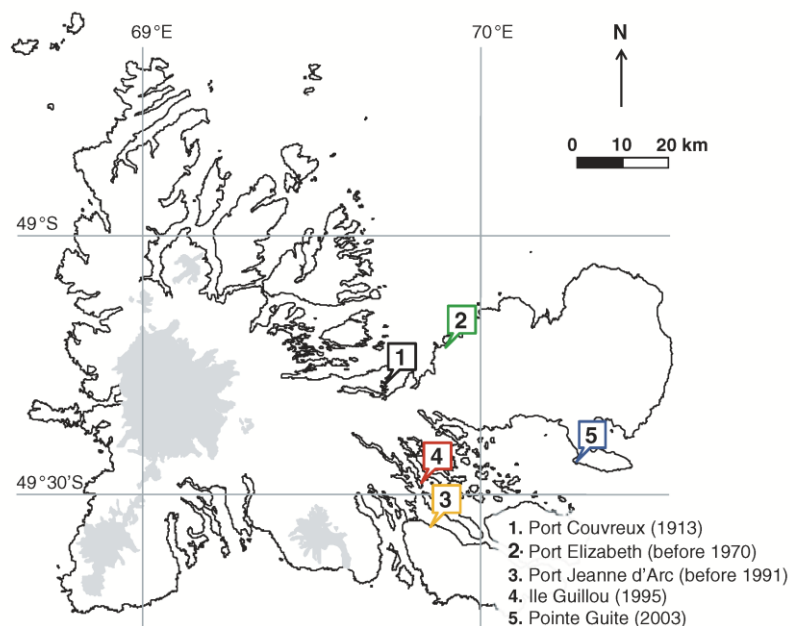 69°E
70°E
N
0 10 20 km
49°S
2
1
5
4
49°30'S
3
1. Port Couvreux (1913)
2. Port Elizabeth (before 1970)
3. Port Jeanne d'Arc (before 1991)
4. Ile Guillou (1995)
5. Pointe Guite (2003)